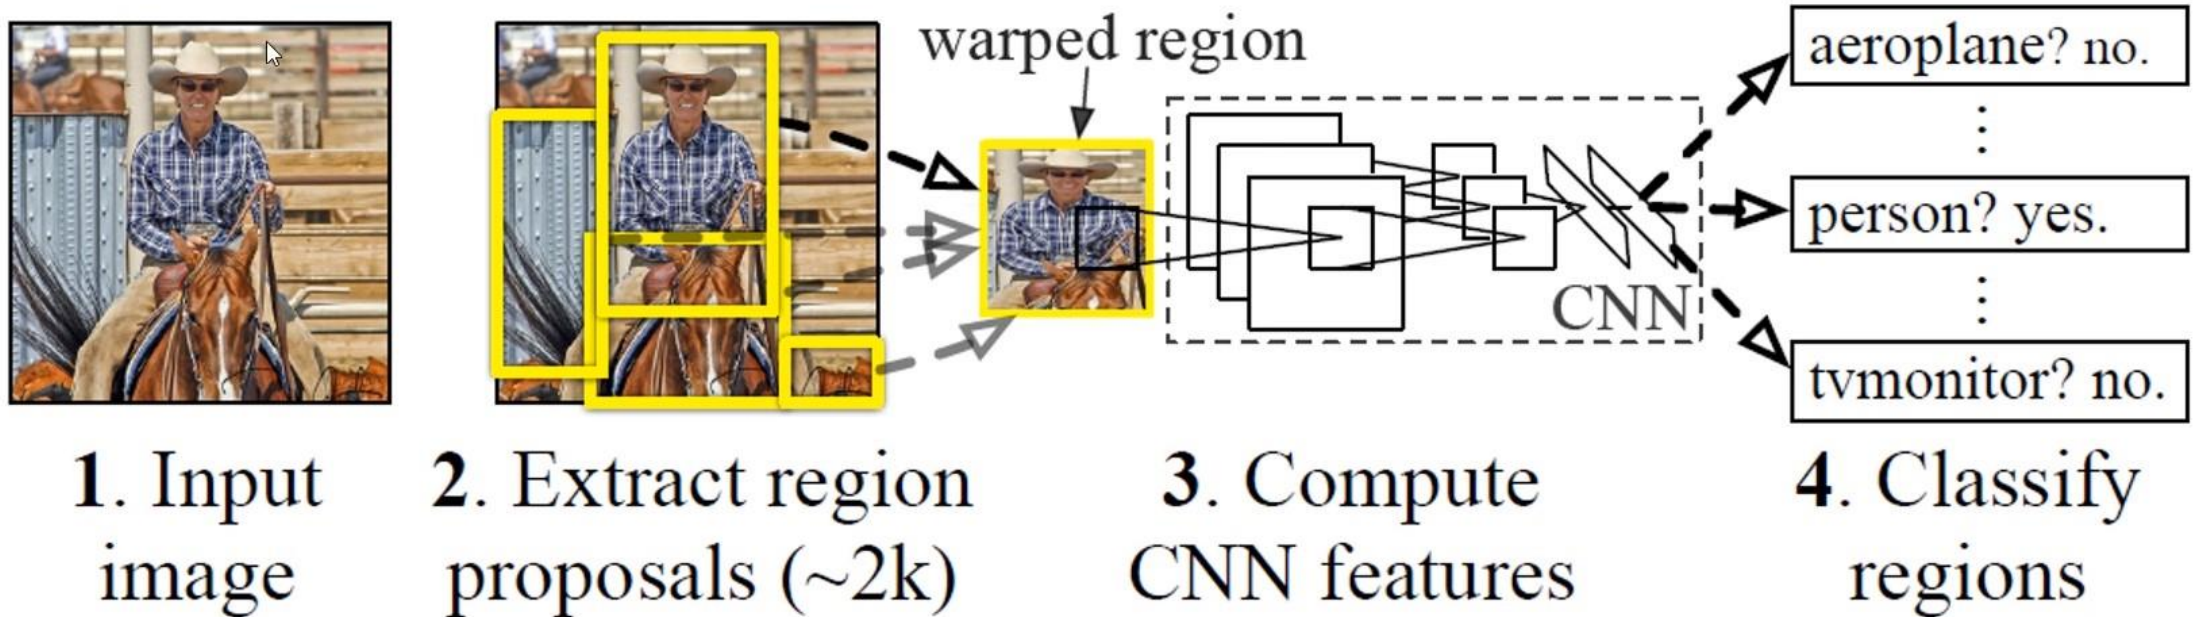 warped region
aeroplane? no.
person? yes.
CNN
tvmonitor? no.
1. Input
image
2. Extract region
proposals (~2k)
3. Compute
CNN features
4. Classify
regions